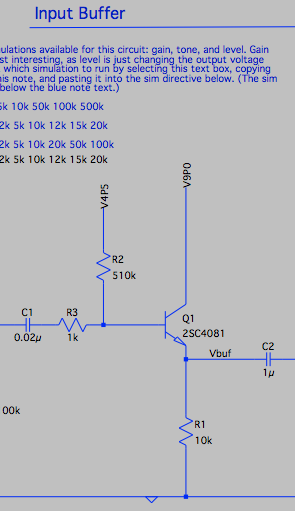 Input Buffer
ulations available for this circuit: gain, tone, and level. Gain
st interesting, as level is just changing the output voltage
which simulation to run by selecting this text box, copying
is note, and pasting it into the sim directive below. (The sim
below the blue note text.)
5k 10k 50k 100k 500k
2k 5k 10k 12k 15k 20k
2k 5k 10k 20k 50k 100k
2k 5k 10k 12k 15k 20k
V4P5
V9P0
R2
510k
C1
R3
0.02µ
1k
Q1
2SC4081
Vbuf
C2
1µ
00k
R1
10k